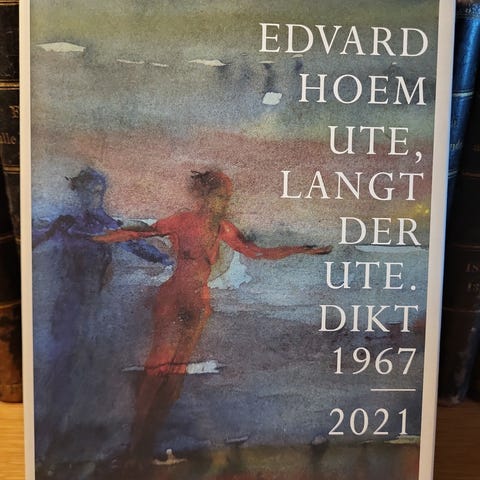 EDVARD
HOEM
UTE,
LANGT
DER
UTE.
DIKT
1967
—
2021